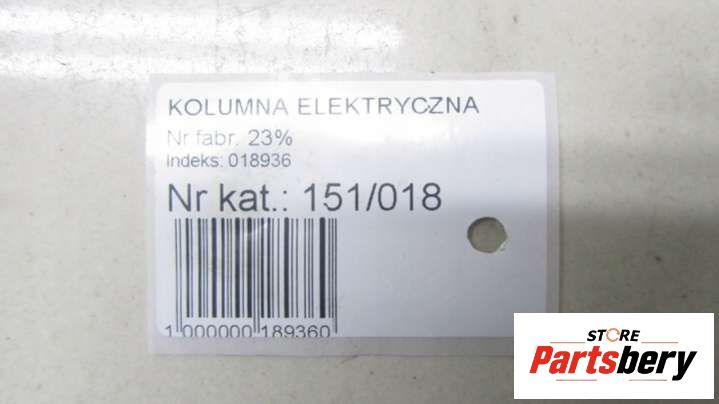 KOLUMNA ELEKTRYCZNA
Nr fabr. 23%
Indeks: 018936
Nr kat.: 151/018
1 000000 189360
STORE
Partsbery